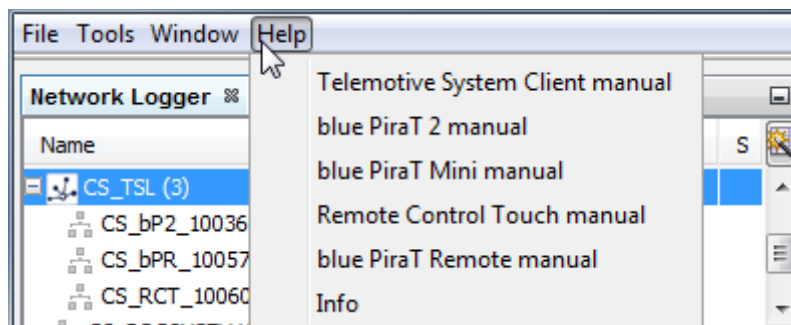 File Tools Window Help
Network Logger
Name
S
CS_TSL (3)
CS_bP2_10036
CS_bPR_10057
CS_RCT_10060
Telemotive System Client manual
blue PiraT 2 manual
blue PiraT Mini manual
Remote Control Touch manual
blue PiraT Remote manual
Info